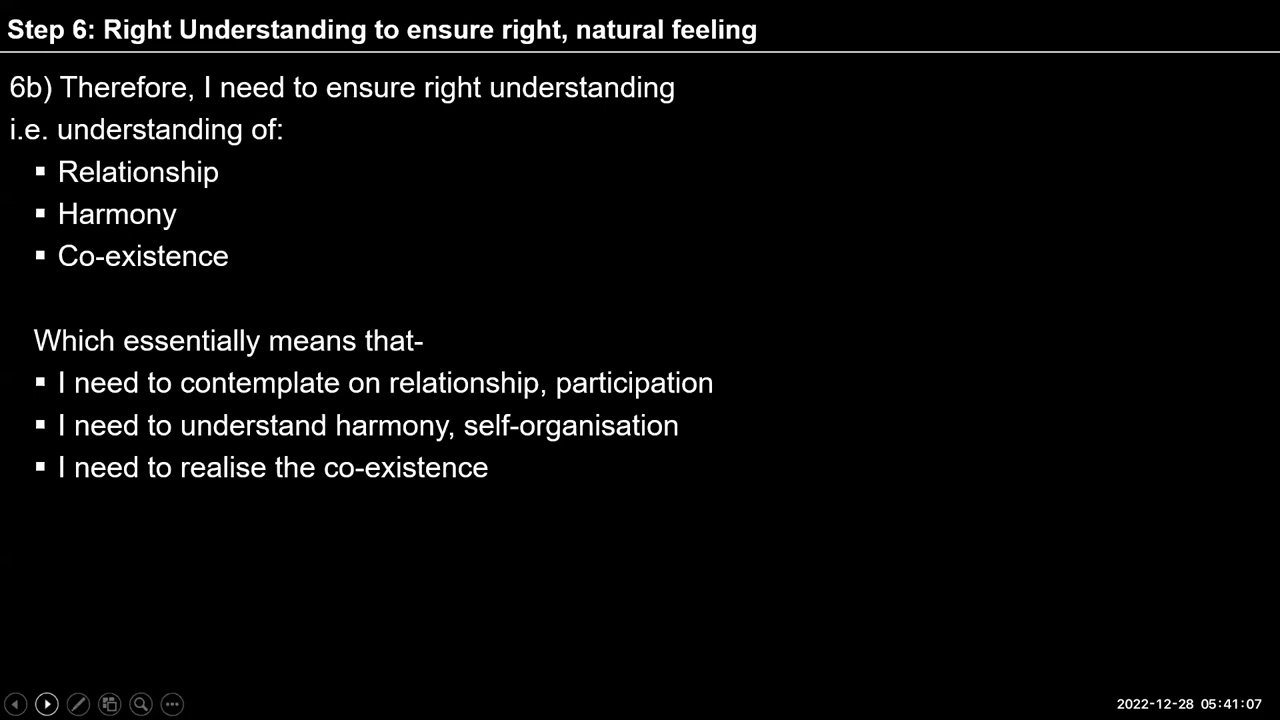 Step 6: Right Understanding to ensure right, natural feeling
6b) Therefore, I need to ensure right understanding
i.e. understanding of:
▪ Relationship
▪ Harmony
▪ Co-existence
Which essentially means that-
▪ I need to contemplate on relationship, participation
▪ I need to understand harmony, self-organisation
▪ I need to realise the co-existence
2022-12-28 05:41:07